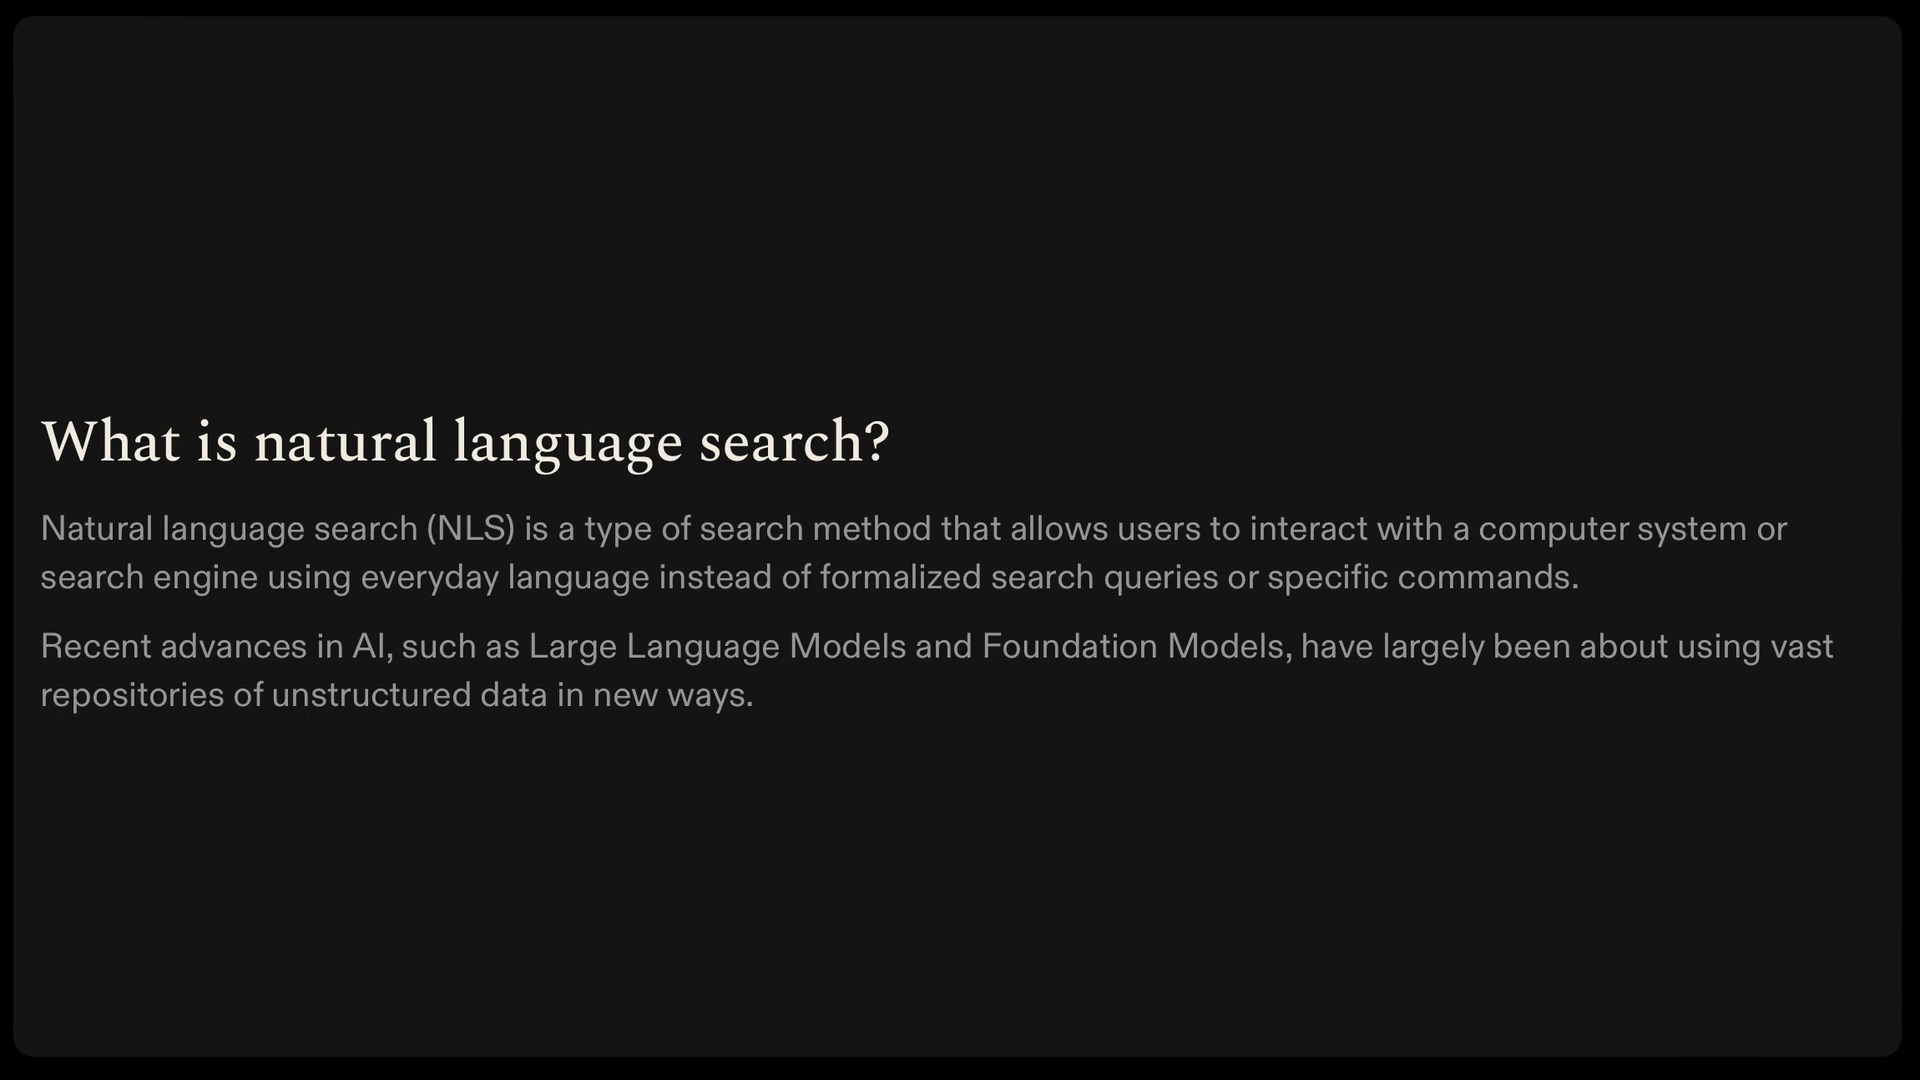 What is natural language search?
Natural language search (NLS) is a type of search method that allows users to interact with a computer system or
search engine using everyday language instead of formalized search queries or specific commands.
Recent advances in AI, such as Large Language Models and Foundation Models, have largely been about using vast
repositories of unstructured data in new ways.